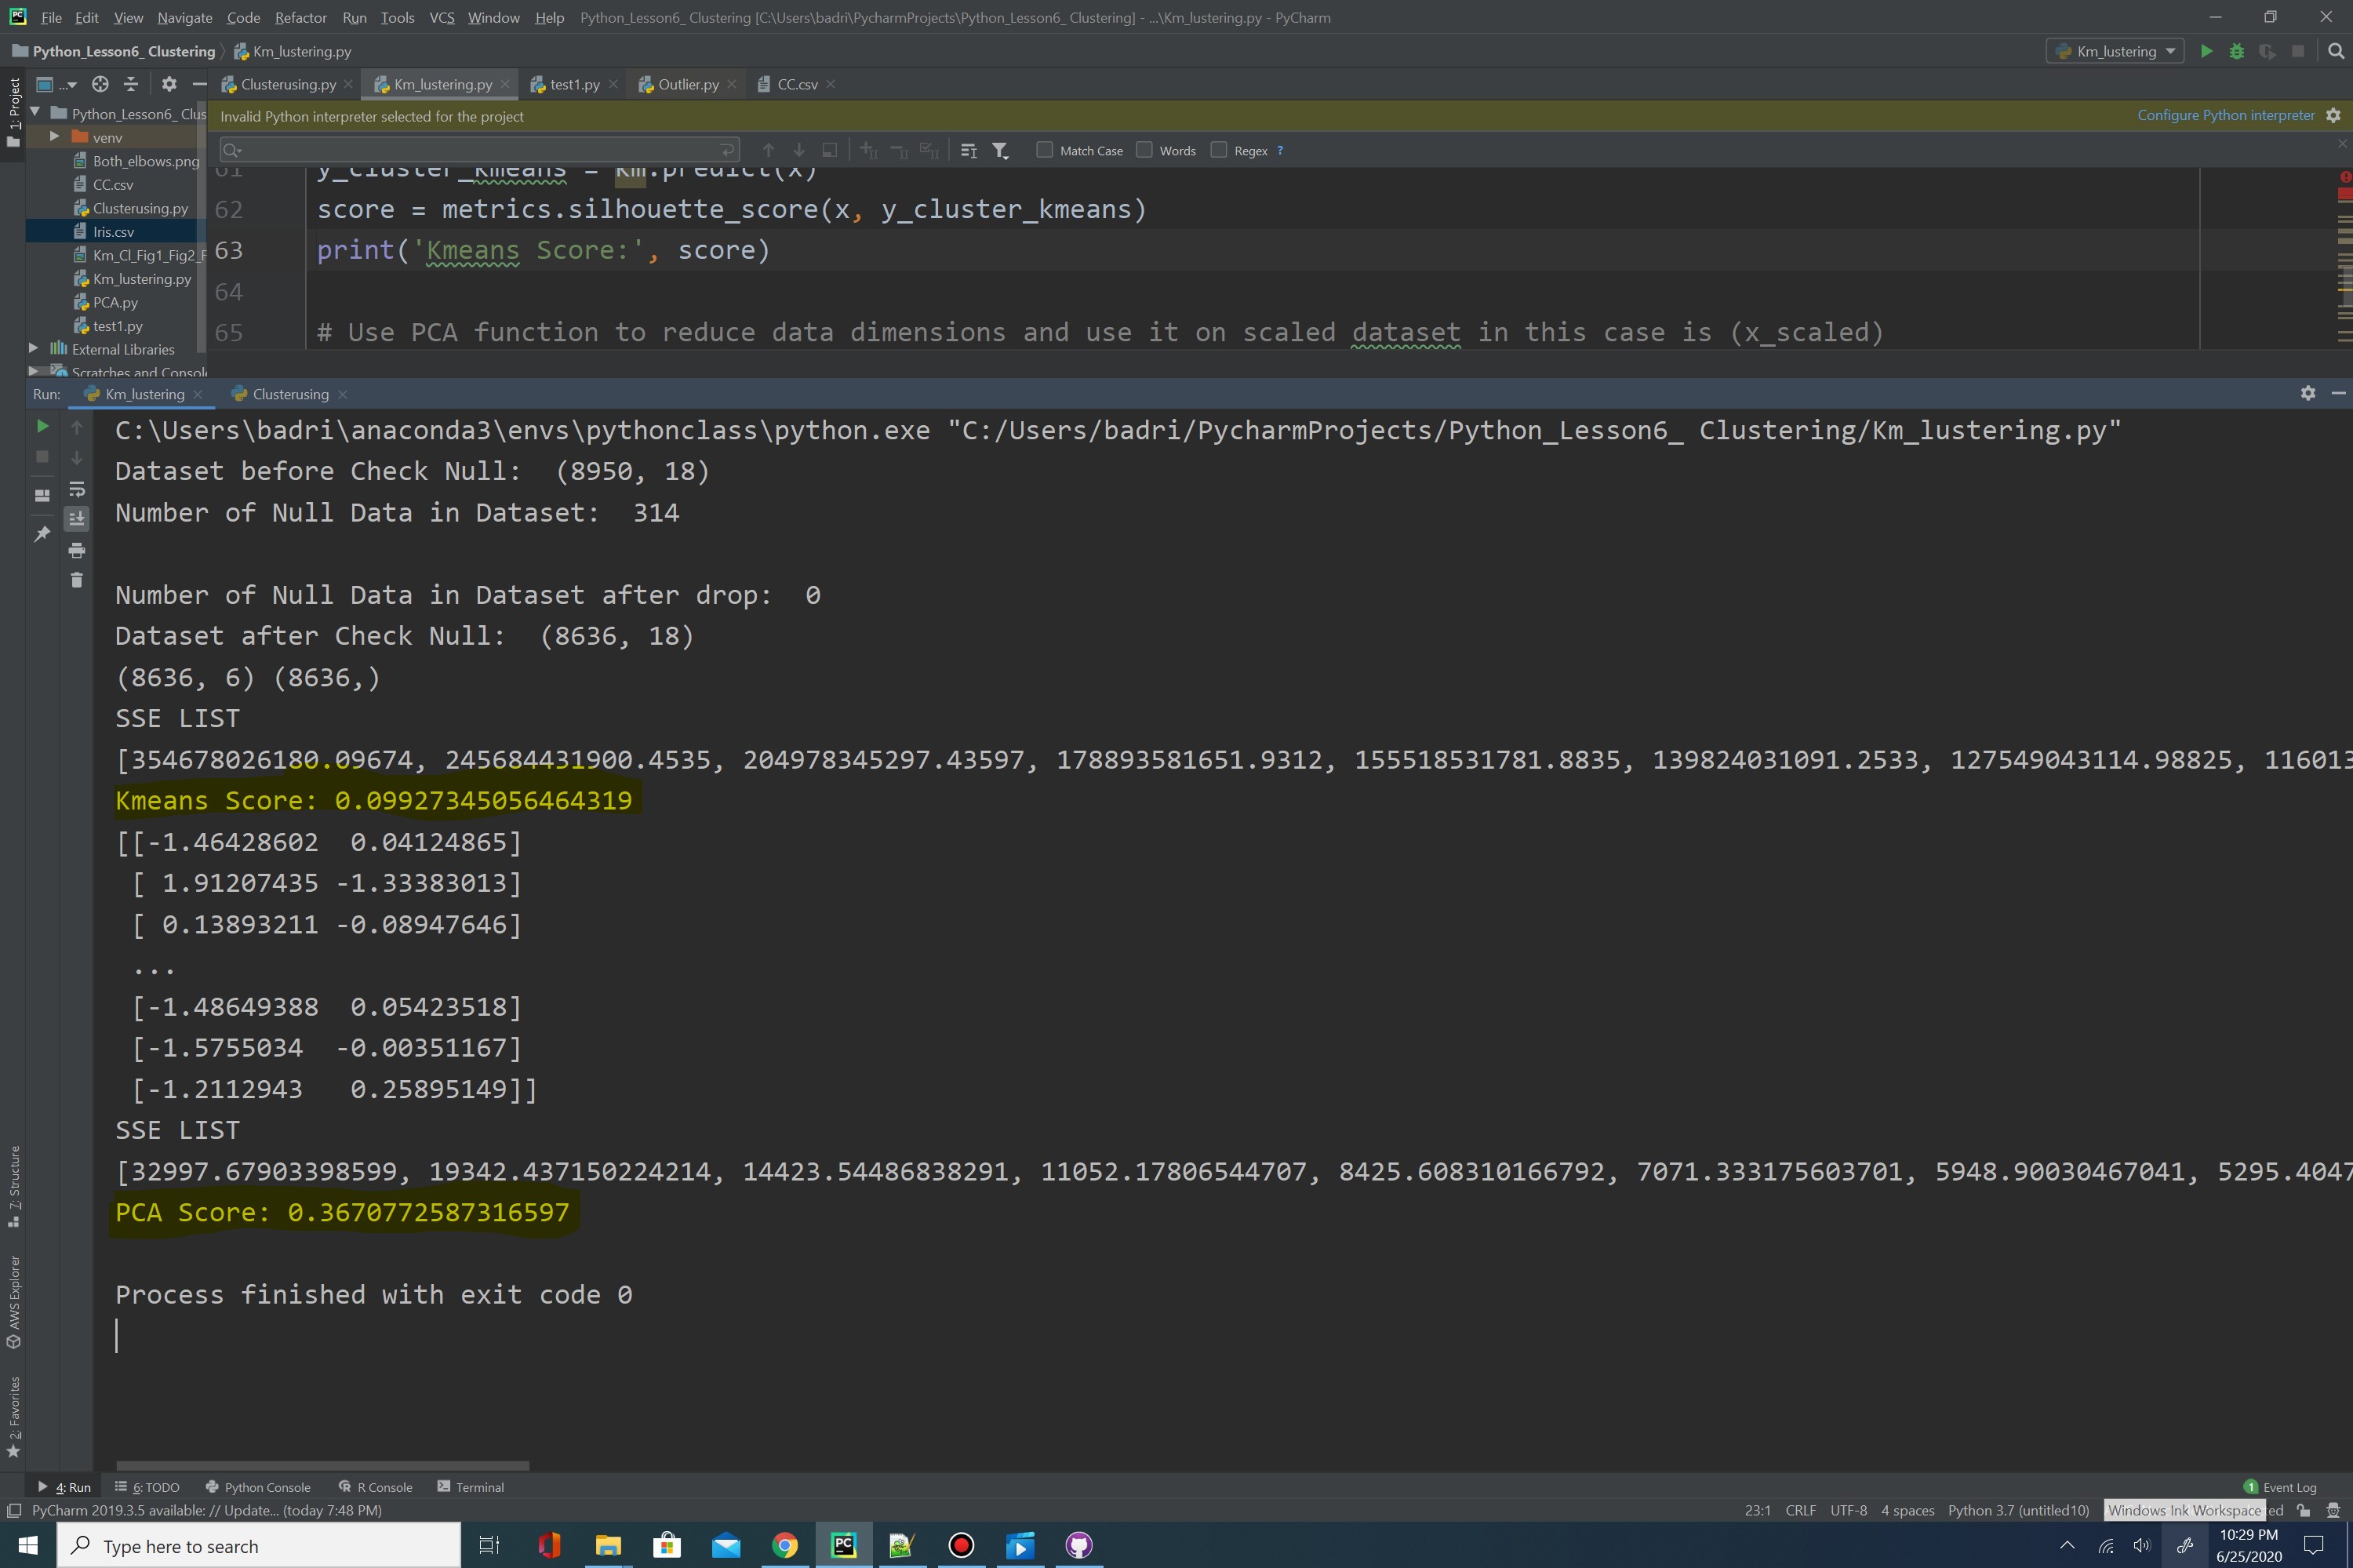 File Edit View Navigate Code Refactor Run Tools VCS Window Help Python_Lesson6_ Clustering [C:\Users\badri\PycharmProjects\Python_Lesson6_ Clustering] - ...\Km_lustering.py - PyCharm
Python_Lesson6_ Clustering Km_lustering.py Km_lustering
1: Project
Clusterusing.py Km_lustering.py test1.py Outlier.py CC.csv
Python_Lesson6_ Clus
venv
Both_elbows.png
CC.csv
Clusterusing.py
Iris.csv
Km_Cl_Fig1_Fig2_F
Km_lustering.py
PCA.py
test1.py
External Libraries
Scratches and Consol
Invalid Python interpreter selected for the project Configure Python interpreter
Match Case Words Regex ?
61 y_cluster_kmeans = km.predict(x)
62 score = metrics.silhouette_score(x, y_cluster_kmeans)
63 print('Kmeans Score:', score)
64
65 # Use PCA function to reduce data dimensions and use it on scaled dataset in this case is (x_scaled)
Run: Km_lustering Clusterusing
C:\Users\badri\anaconda3\envs\pythonclass\python.exe "C:/Users/badri/PycharmProjects/Python_Lesson6_ Clustering/Km_lustering.py"
Dataset before Check Null:  (8950, 18)
Number of Null Data in Dataset:  314
Number of Null Data in Dataset after drop:  0
Dataset after Check Null:  (8636, 18)
(8636, 6) (8636,)
SSE LIST
[354678026180.09674, 245684431900.4535, 204978345297.43597, 178893581651.9312, 155518531781.8835, 139824031091.2533, 127549043114.98825, 116013
Kmeans Score: 0.09927345056464319
[[-1.46428602  0.04124865]
[ 1.91207435 -1.33383013]
[ 0.13893211 -0.08947646]
...
[-1.48649388  0.05423518]
[-1.5755034  -0.00351167]
[-1.2112943   0.25895149]]
SSE LIST
[32997.67903398599, 19342.437150224214, 14423.54486838291, 11052.17806544707, 8425.608310166792, 7071.333175603701, 5948.90030467041, 5295.4047
PCA Score: 0.3670772587316597
Process finished with exit code 0
7: Structure
AWS Explorer
2: Favorites
4: Run 6: TODO Python Console R Console Terminal 1 Event Log
PyCharm 2019.3.5 available: // Update... (today 7:48 PM) 23:1 CRLF UTF-8 4 spaces Python 3.7 (untitled10) Windows Ink Workspace ed
Type here to search
10:29 PM
6/25/2020